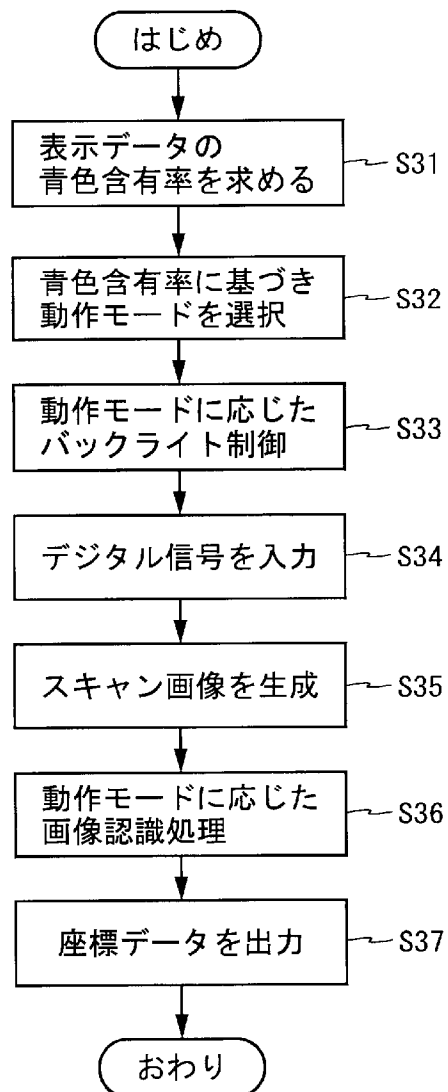 はじめ
表示データの
青色含有率を求める
S31
青色含有率に基づき
動作モードを選択
S32
動作モードに応じた
バックライト制御
S33
デジタル信号を入力
S34
スキャン画像を生成
S35
動作モードに応じた
画像認識処理
S36
座標データを出力
S37
おわり